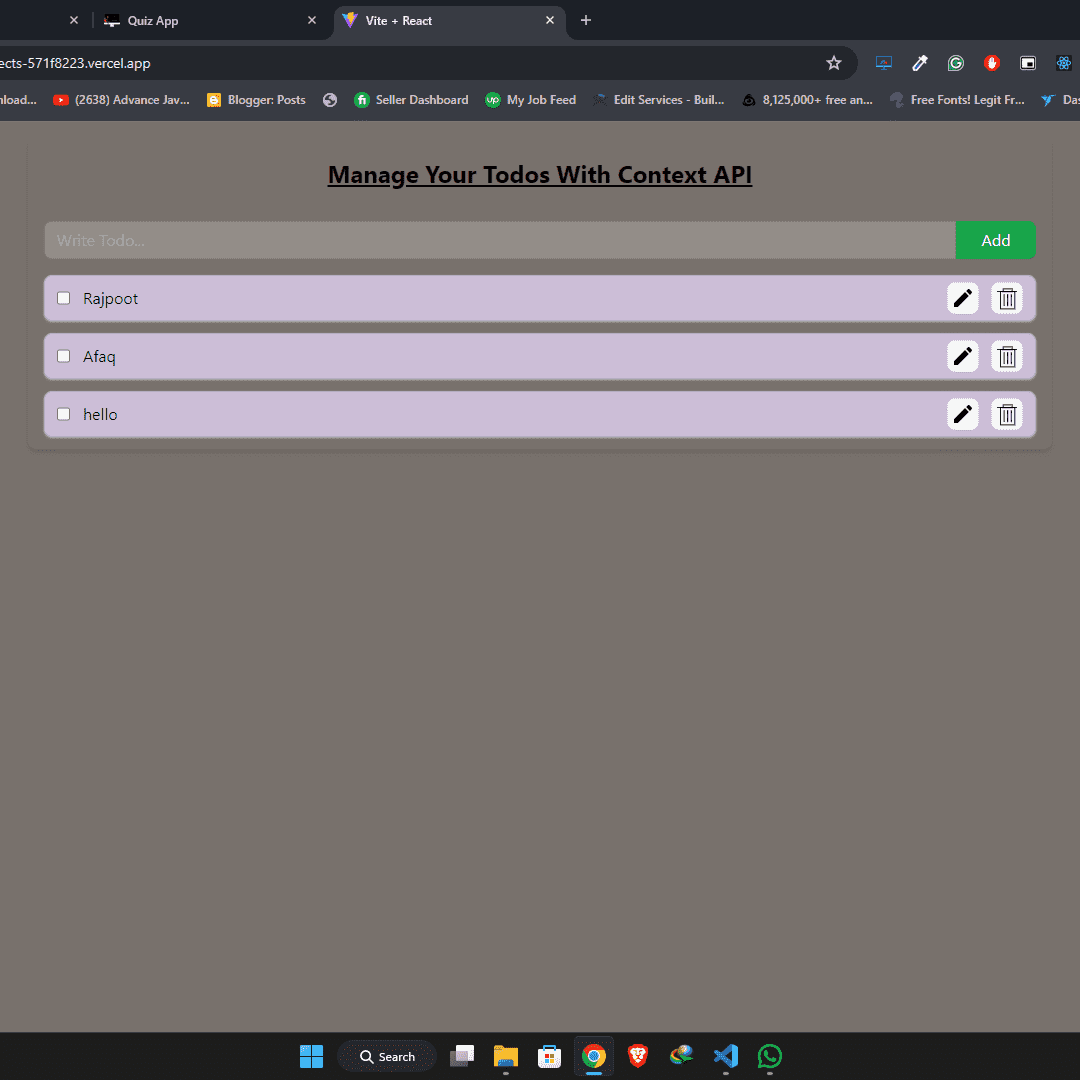 Quiz App
Vite + React
ects-571f8223.vercel.app
nload... (2638) Advance Jav... Blogger: Posts fi Seller Dashboard up My Job Feed Edit Services - Buil... 8,125,000+ free an... Free Fonts! Legit Fr... Das
Manage Your Todos With Context API
Write Todo...
Add
Rajpoot
Afaq
hello
Search